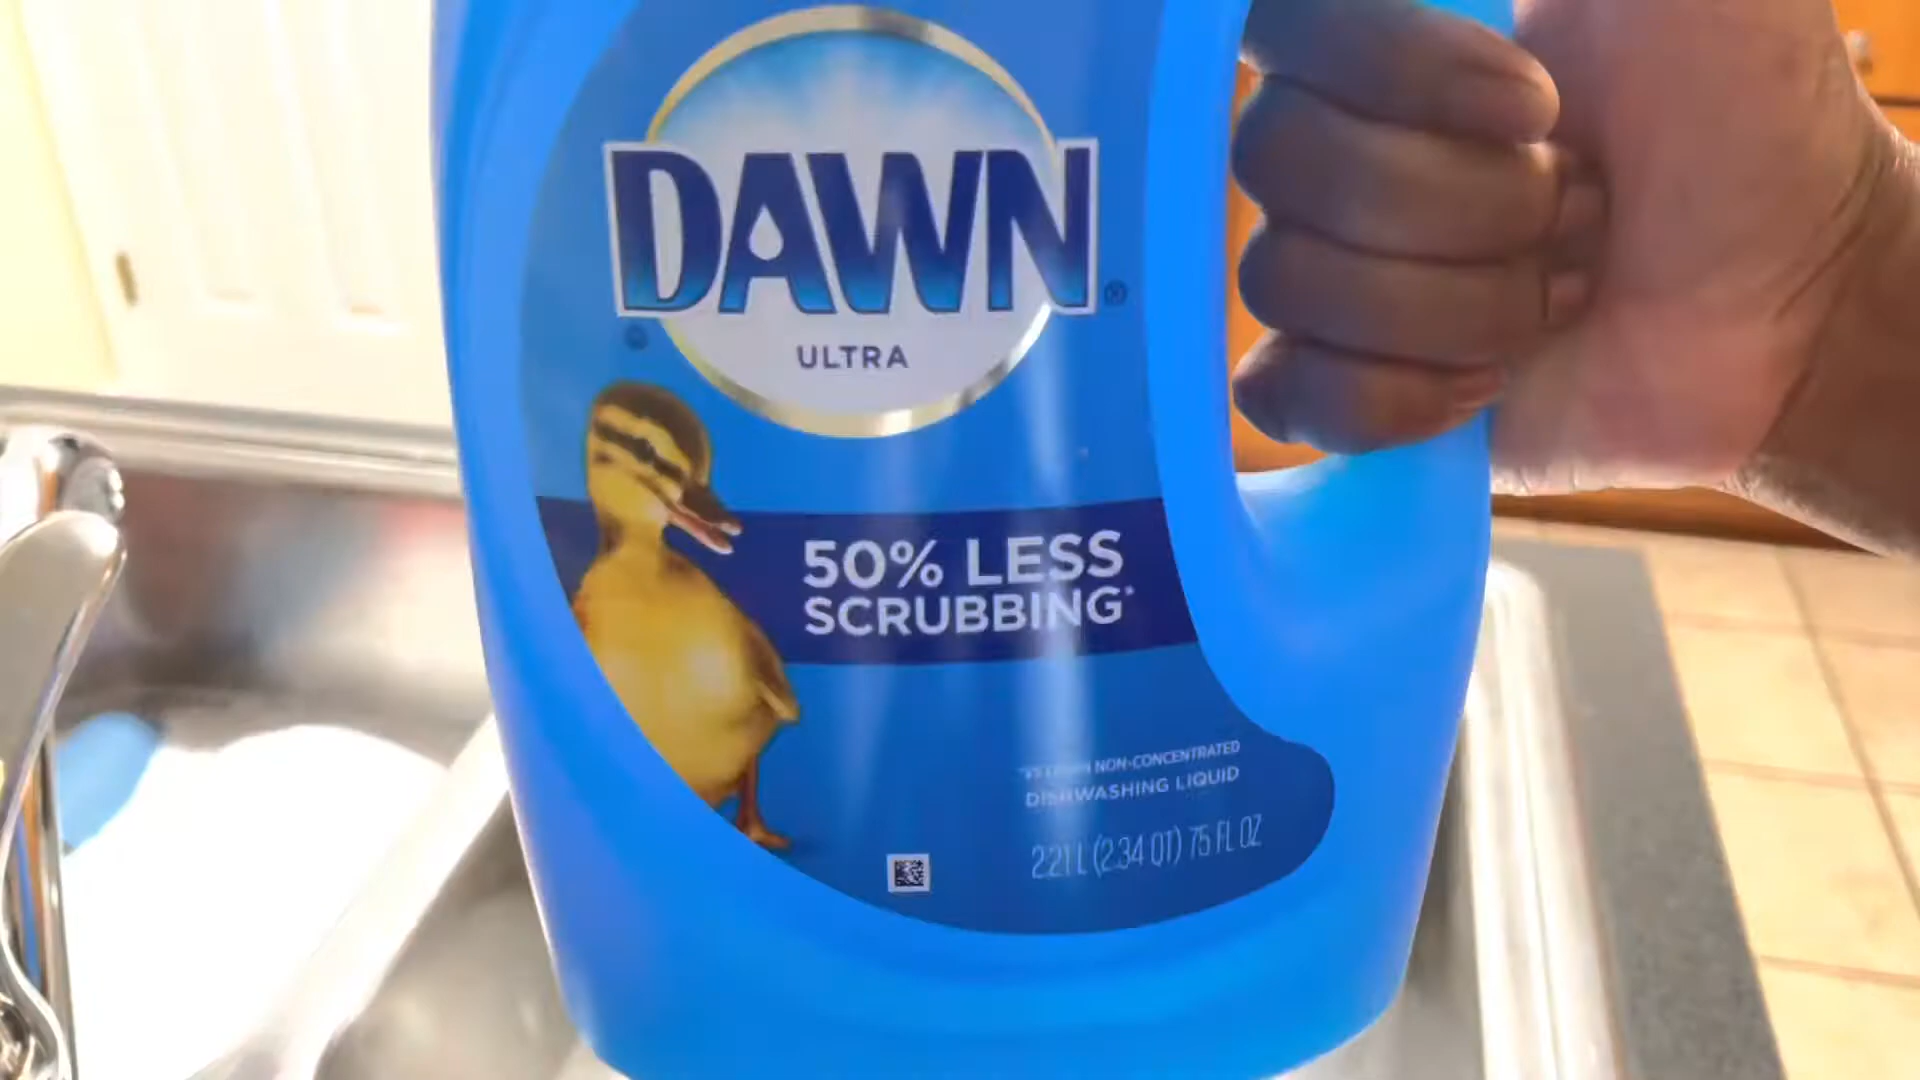 DAWN
ULTRA
50% LESS
SCRUBBING*
NON-CONCENTRATED
DISHWASHING LIQUID
2.21 L (2.34 QT) 75 FL OZ